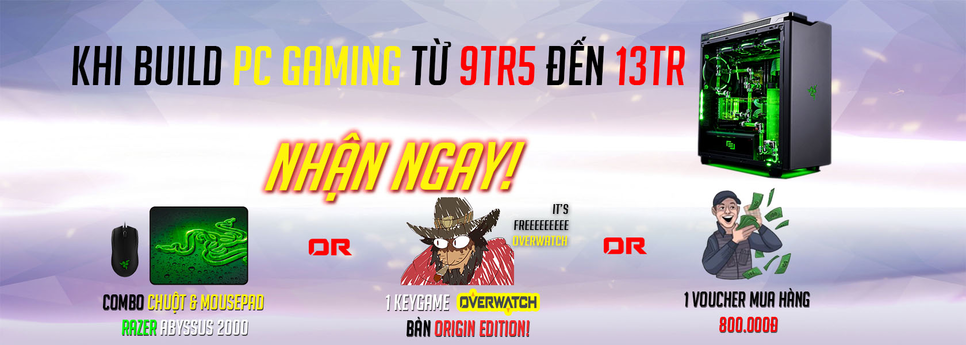 KHI BUILD PC GAMING TỪ 9TR5 ĐẾN 13TR
NHẬN NGAY!
IT'S
FREEEEEEEEE
OVERWATCH
OR
OR
COMBO CHUỘT & MOUSEPAD
RAZER ABYSSUS 2000
1 KEYGAME OVERWATCH
BẢN ORIGIN EDITION!
1 VOUCHER MUA HÀNG
800.000Đ